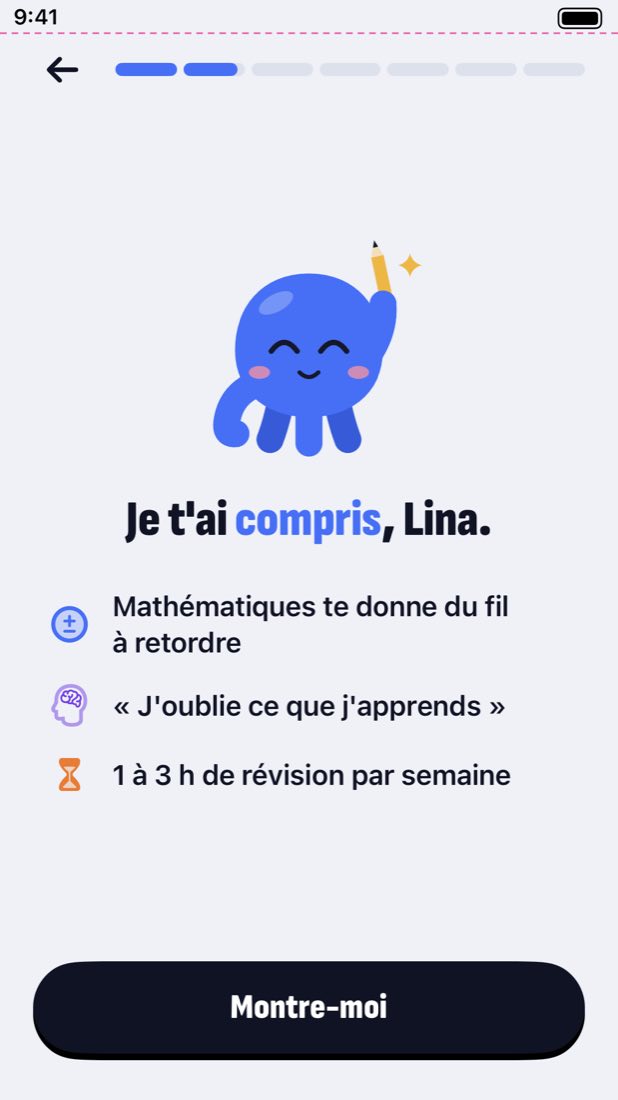 9:41
Je t'ai compris, Lina.
Mathématiques te donne du fil
à retordre
« J'oublie ce que j'apprends »
1 à 3 h de révision par semaine
Montre-moi